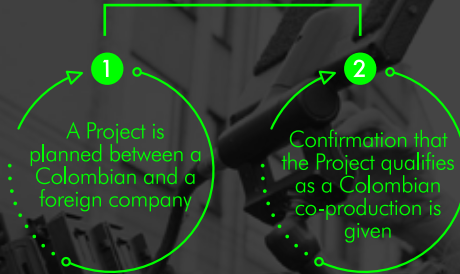 1
A Project is
planned between a
Colombian and a
foreign company
2
Confirmation that
the Project qualifies
as a Colombian
co-production is
given